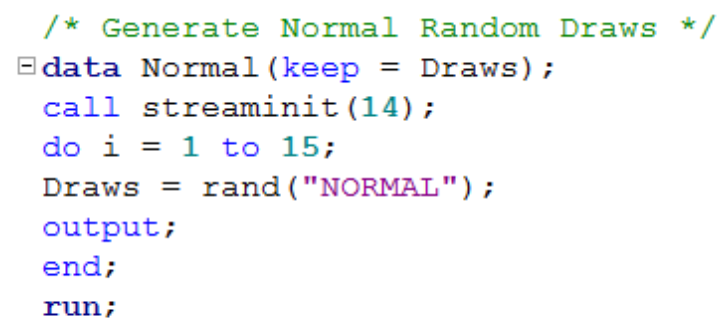 /* Generate Normal Random Draws */
data Normal(keep = Draws);
call streaminit(14);
do i = 1 to 15;
Draws = rand("NORMAL");
output;
end;
run;